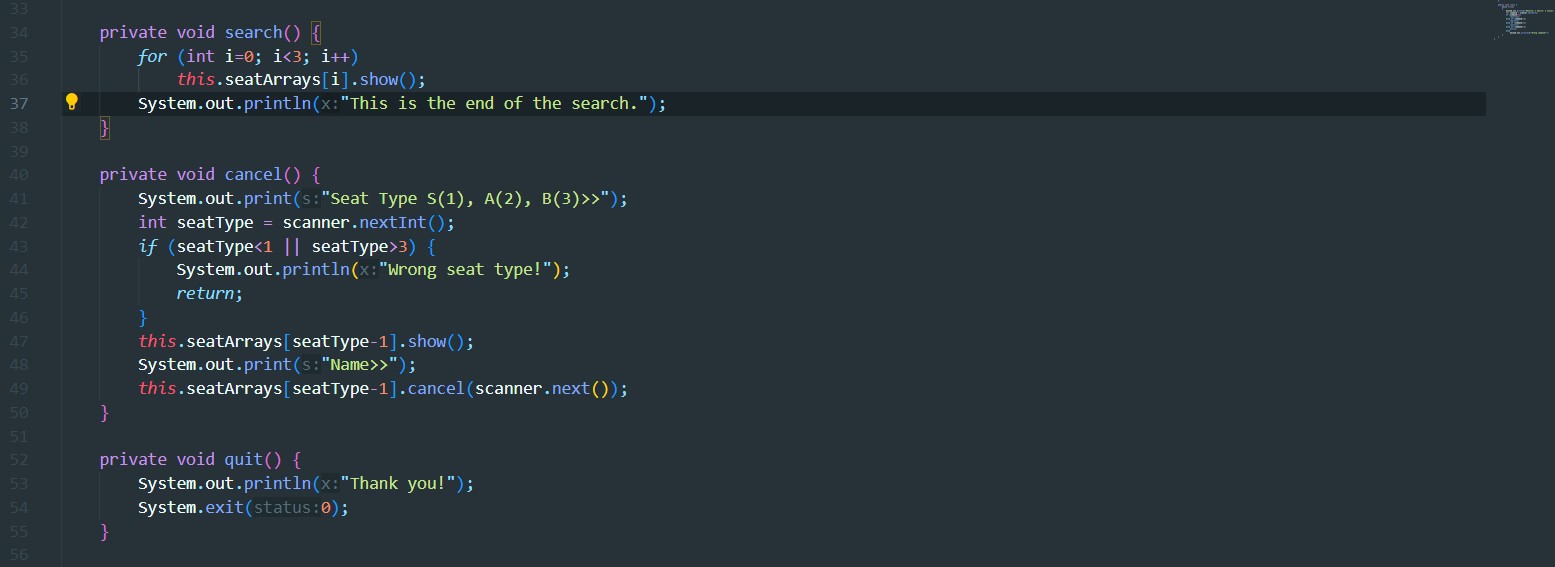 33
34 private void search() {
35 for (int i=0; i<3; i++)
36 this.seatArrays[i].show();
37 System.out.println(x:"This is the end of the search.");
38 }
39
40 private void cancel() {
41 System.out.print(s:"Seat Type S(1), A(2), B(3)>>");
42 int seatType = scanner.nextInt();
43 if (seatType<1 || seatType>3) {
44 System.out.println(x:"Wrong seat type!");
45 return;
46 }
47 this.seatArrays[seatType-1].show();
48 System.out.print(s:"Name>>");
49 this.seatArrays[seatType-1].cancel(scanner.next());
50 }
51
52 private void quit() {
53 System.out.println(x:"Thank you!");
54 System.exit(status:0);
55 }
56